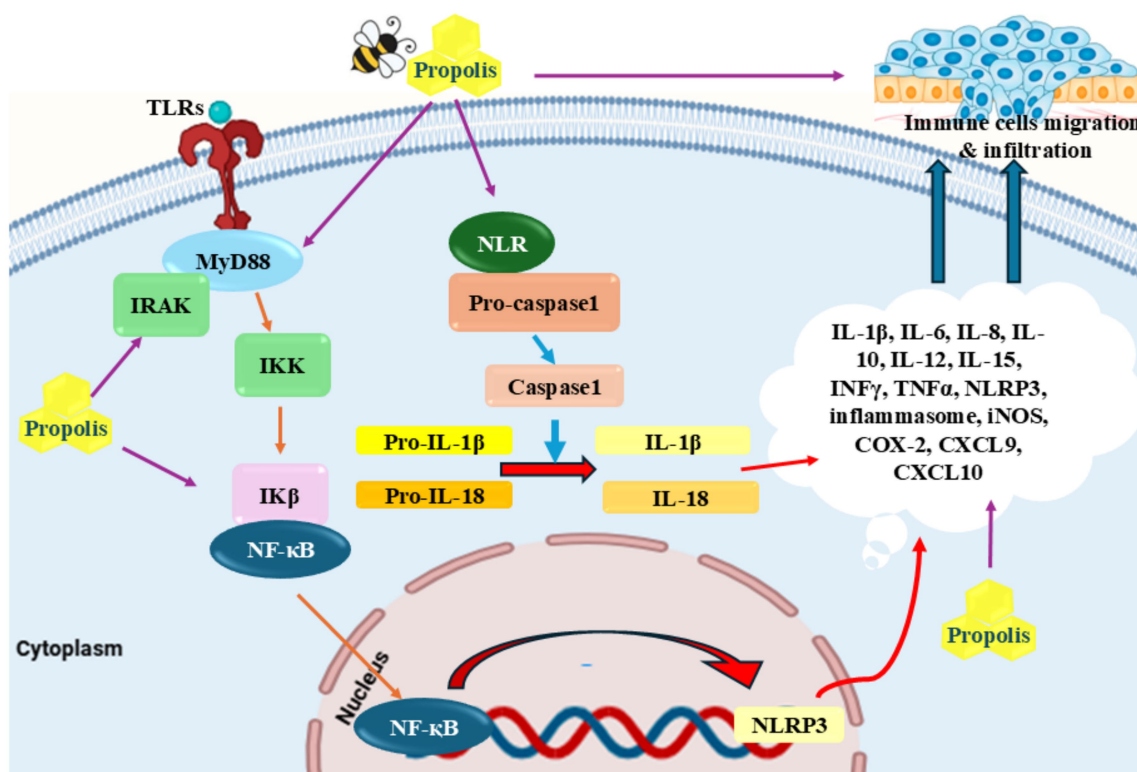 Propolis
TLRs
Immune cells migration
& infiltration
NLR
MyD88
IRAK
Pro-caspase1
IKK
Caspase1
IL-1β, IL-6, IL-8, IL-
10, IL-12, IL-15,
INFγ, TNFα, NLRP3,
inflammasome, iNOS,
COX-2, CXCL9,
CXCL10
Propolis
Pro-IL-1β
IL-1β
IKβ
Pro-IL-18
IL-18
NF-κB
Propolis
Cytoplasm
Nucleus
NF-κB
NLRP3